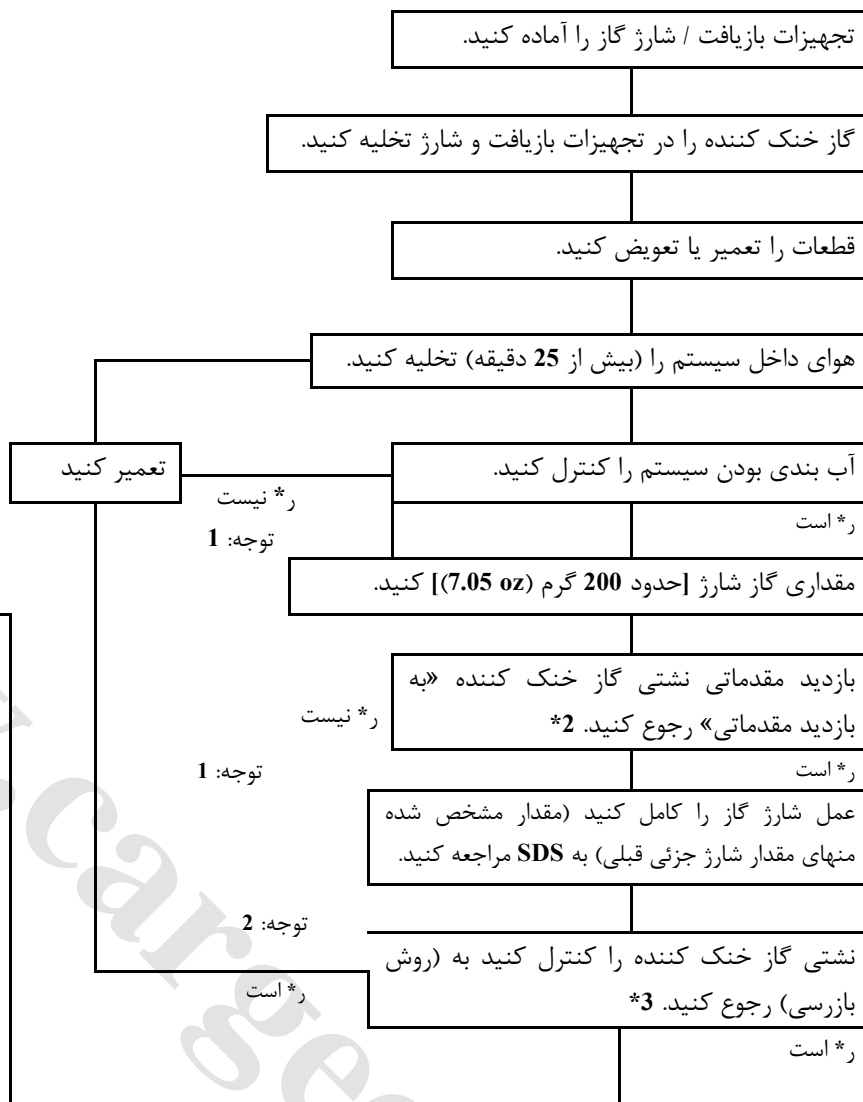 تجهیزات بازیافت / شارژ گاز را آماده کنید.
گاز خنک کننده را در تجهیزات بازیافت و شارژ تخلیه کنید.
قطعات را تعمیر یا تعویض کنید.
هوای داخل سیستم را (بیش از 25 دقیقه) تخلیه کنید.
آب بندی بودن سیستم را کنترل کنید.
تعمیر کنید
ر* نیست
ر* است
توجه: 1
مقداری گاز شارژ [حدود 200 گرم (7.05 oz)] کنید.
بازدید مقدماتی نشتی گاز خنک کننده «به
بازدید مقدماتی» رجوع کنید. 2*
ر* نیست
ر* است
توجه: 1
عمل شارژ گاز را کامل کنید (مقدار مشخص شده
منهای مقدار شارژ جزئی قبلی) به SDS مراجعه کنید.
توجه: 2
نشتی گاز خنک کننده را کنترل کنید به (روش
بازرسی) رجوع کنید. 3*
ر* است
ر* است